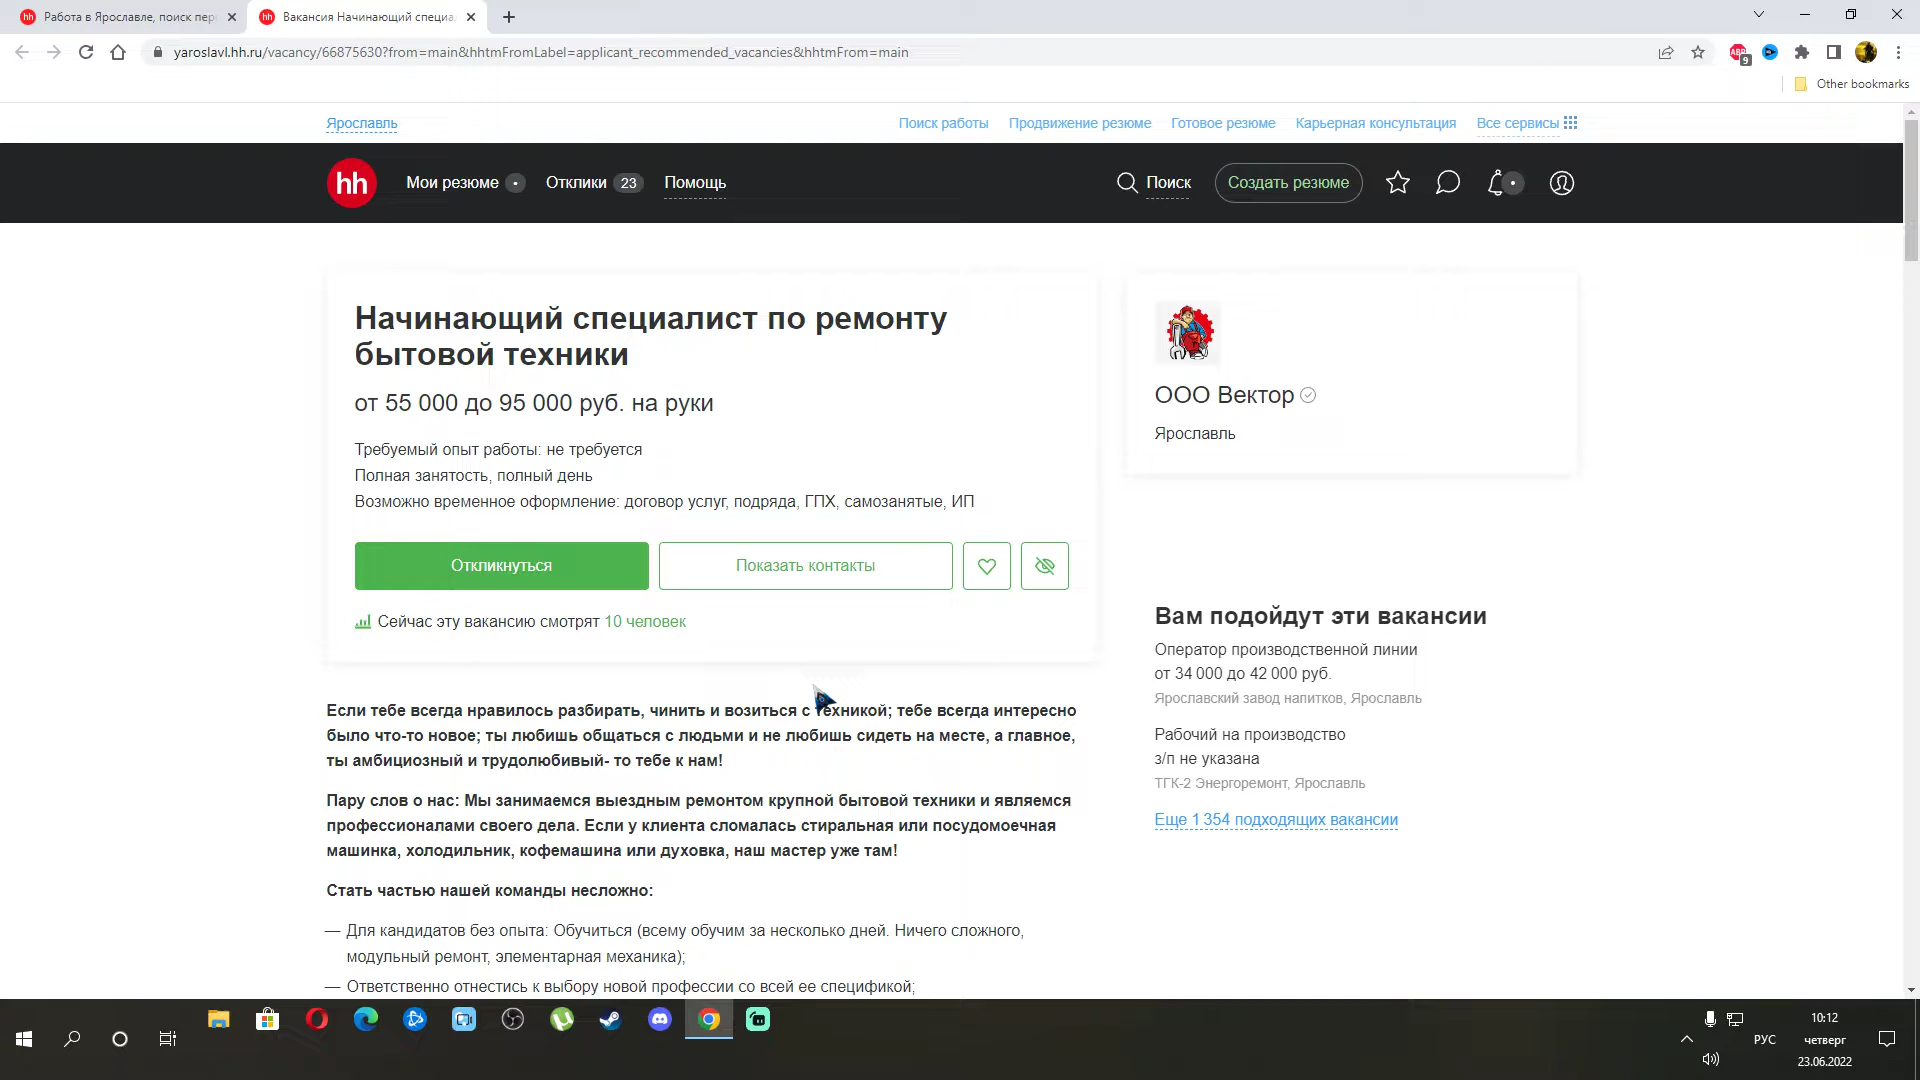 Работа в Ярославле, поиск пер
Вакансия Начинающий специа
yaroslavl.hh.ru/vacancy/66875630?from=main&hhtmFromLabel=applicant_recommended_vacancies&hhtmFrom=main
9
Other bookmarks
Ярославль
Поиск работы
Продвижение резюме
Готовое резюме
Карьерная консультация
Все сервисы
hh
Мои резюме
Отклики 23
Помощь
Поиск
Создать резюме
Начинающий специалист по ремонту
бытовой техники
от 55 000 до 95 000 руб. на руки
Требуемый опыт работы: не требуется
Полная занятость, полный день
Возможно временное оформление: договор услуг, подряда, ГПХ, самозанятые, ИП
Откликнуться
Показать контакты
Сейчас эту вакансию смотрят 10 человек
ООО Вектор
Ярославль
Если тебе всегда нравилось разбирать, чинить и возиться с техникой; тебе всегда интересно
было что-то новое; ты любишь общаться с людьми и не любишь сидеть на месте, а главное,
ты амбициозный и трудолюбивый- то тебе к нам!
Пару слов о нас: Мы занимаемся выездным ремонтом крупной бытовой техники и являемся
профессионалами своего дела. Если у клиента сломалась стиральная или посудомоечная
машинка, холодильник, кофемашина или духовка, наш мастер уже там!
Стать частью нашей команды несложно:
— Для кандидатов без опыта: Обучиться (всему обучим за несколько дней. Ничего сложного,
модульный ремонт, элементарная механика);
— Ответственно отнестись к выбору новой профессии со всей ее спецификой;
Вам подойдут эти вакансии
Оператор производственной линии
от 34 000 до 42 000 руб.
Ярославский завод напитков, Ярославль
Рабочий на производство
з/п не указана
ТГК-2 Энергоремонт, Ярославль
Еще 1 354 подходящих вакансии
РУС
10:12
четверг
23.06.2022